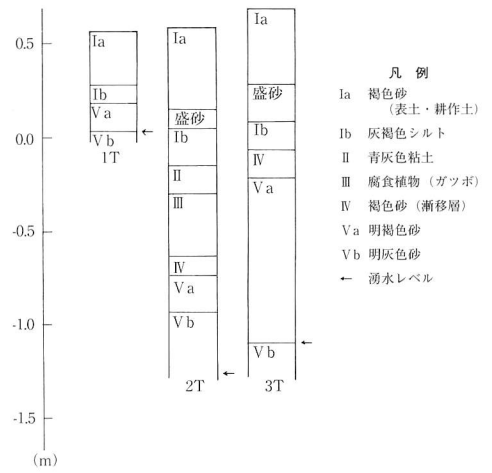 0.5
0.0
-0.5
-1.0
-1.5
(m)
Ⅰa
Ⅰb
Ⅴa
Ⅴb
←
1T
Ⅰa
盛砂
Ⅰb
Ⅱ
Ⅲ
Ⅳ
Ⅴa
Ⅴb
←
2T
Ⅰa
盛砂
Ⅰb
Ⅳ
Ⅴa
←
Ⅴb
3T
凡 例
Ⅰa 褐色砂
(表土・耕作土)
Ⅰb 灰褐色シルト
Ⅱ 青灰色粘土
Ⅲ 腐食植物(ガツボ)
Ⅳ 褐色砂(漸移層)
Ⅴa 明褐色砂
Ⅴb 明灰色砂
← 湧水レベル